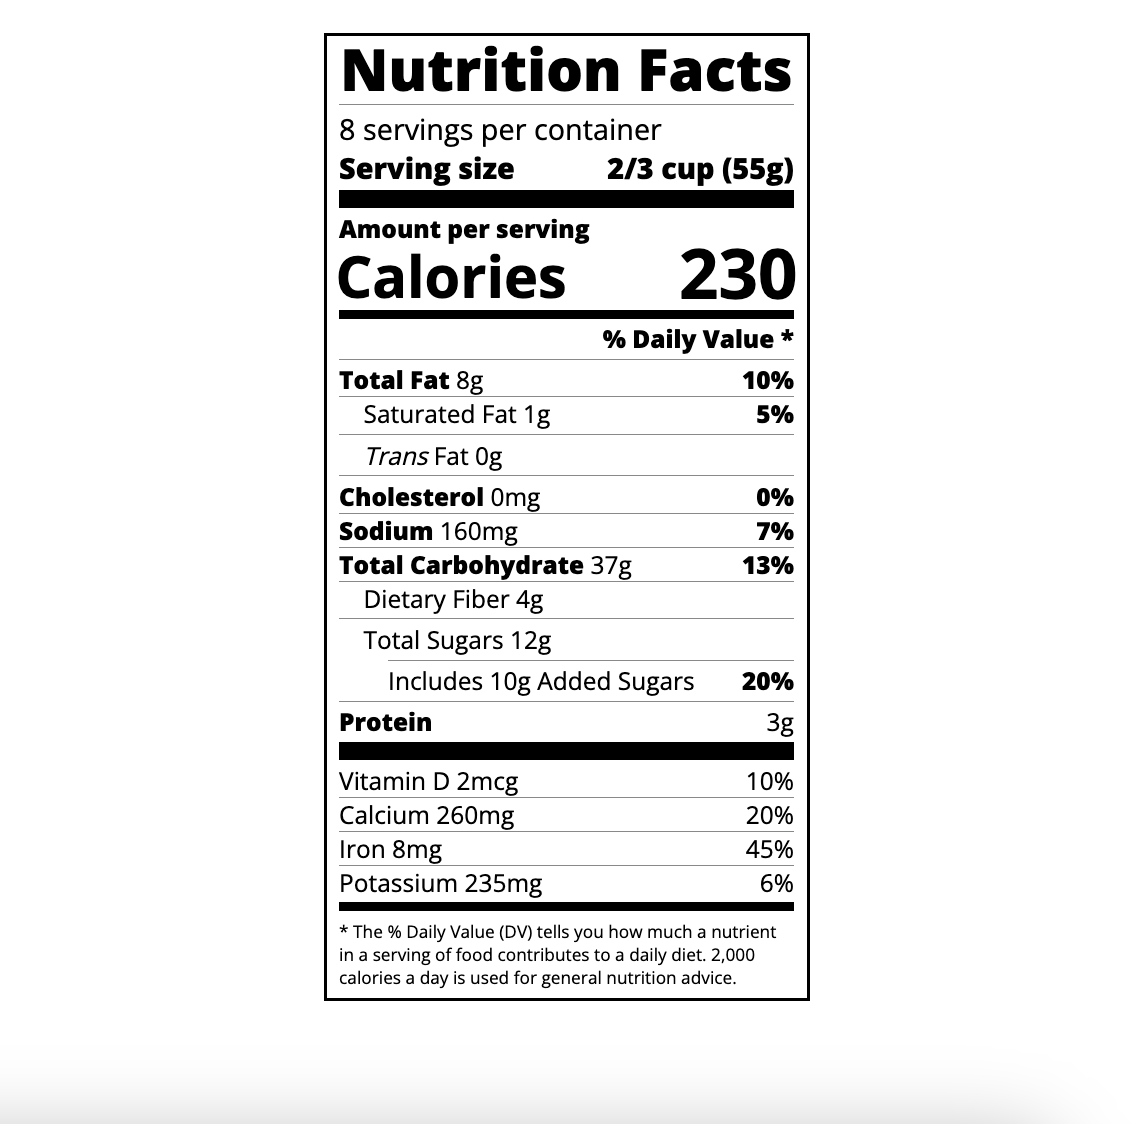 Nutrition Facts
8 servings per container
Serving size 2/3 cup (55g)
Amount per serving
Calories 230
% Daily Value *
Total Fat 8g 10%
Saturated Fat 1g 5%
Trans Fat 0g
Cholesterol 0mg 0%
Sodium 160mg 7%
Total Carbohydrate 37g 13%
Dietary Fiber 4g
Total Sugars 12g
Includes 10g Added Sugars 20%
Protein 3g
Vitamin D 2mcg 10%
Calcium 260mg 20%
Iron 8mg 45%
Potassium 235mg 6%
* The % Daily Value (DV) tells you how much a nutrient
in a serving of food contributes to a daily diet. 2,000
calories a day is used for general nutrition advice.